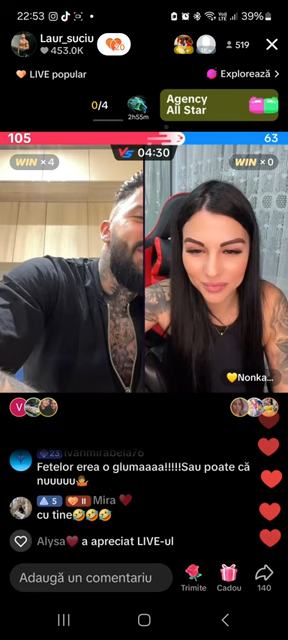 22:53
39%
Laur_suciu
453.0K
20
519
LIVE popular
Explorează >
0/4
2h55m
Agency
All Star
105
63
VS 04:30
WIN × 4
WIN × 0
Nonka...
V
23 ivanmirabela76
Fetelor erea o glumaaaa!!!!!Sau poate că
nuuuuu
5 II Mira
cu tine
Alysa a apreciat LIVE-ul
Adaugă un comentariu
Trimite
Cadou
140